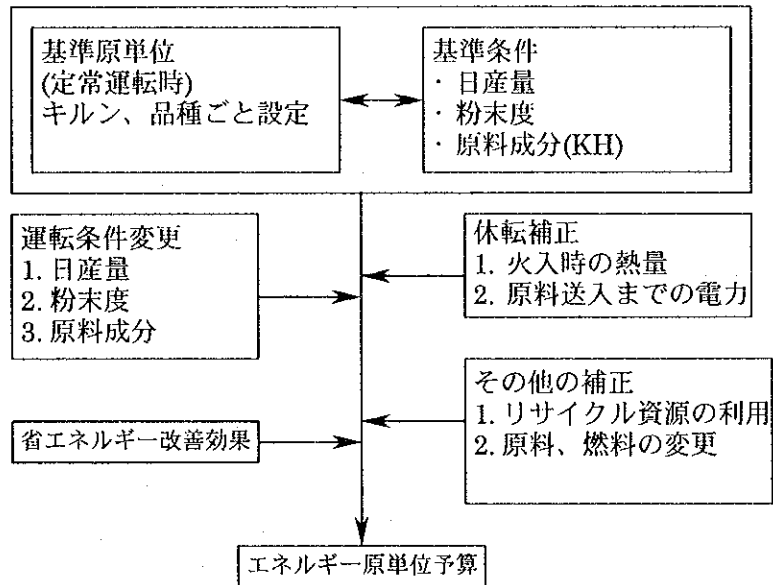 基準原単位
(定常運転時)
キルン、品種ごと設定
基準条件
・日産量
・粉末度
・原料成分(KH)
運転条件変更
1. 日産量
2. 粉末度
3. 原料成分
休転補正
1. 火入時の熱量
2. 原料送入までの電力
その他の補正
1. リサイクル資源の利用
2. 原料、燃料の変更
省エネルギー改善効果
エネルギー原単位予算